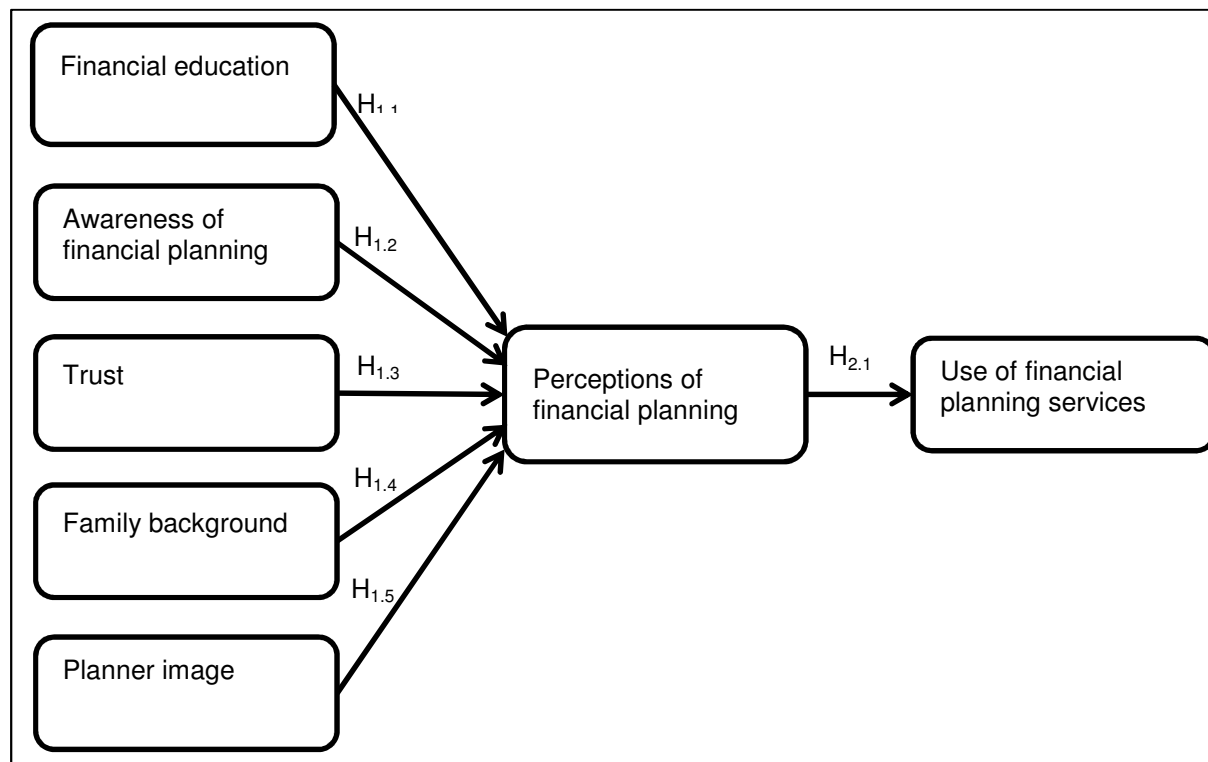 Financial education
H1.1
Awareness of
financial planning
H1.2
Trust
H1.3
Perceptions of
financial planning
H2.1
Use of financial
planning services
Family background
H1.4
H1.5
Planner image